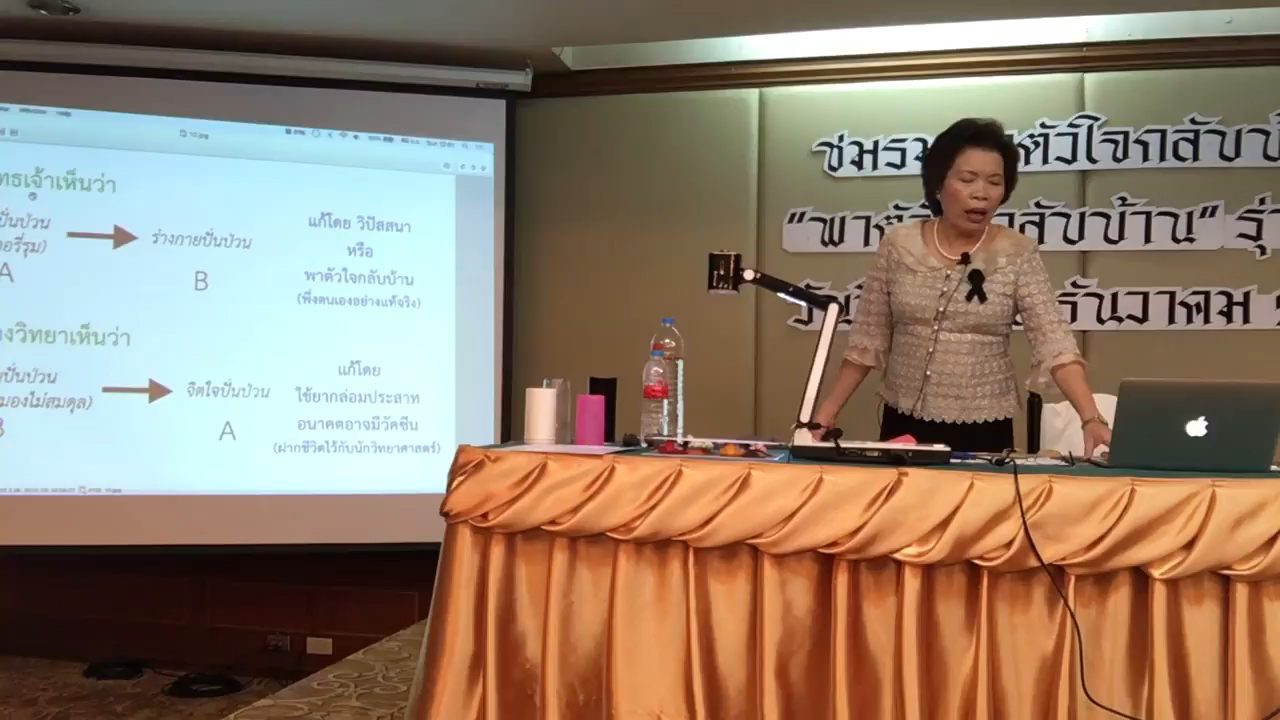 ทธเจ้าเห็นว่า
ปั่นป่วน
ร่างกายปั่นป่วน
A
B
แก้โดย วิปัสสนา
หรือ
พาตัวใจกลับบ้าน
(พึ่งตนเองอย่างแท้จริง)
งวิทยาเห็นว่า
ปั่นป่วน
มองไม่สมดุล)
จิตใจปั่นป่วน
A
แก้โดย
ใช้ยากล่อมประสาท
อนาคตอาจมีวัคซีน
(ฝากชีวิตไว้กับนักวิทยาศาสตร์)
ชมรม ตัวใจกลับบ้
"พาตัว กลับบ้าน" รุ่
ธันวาคม